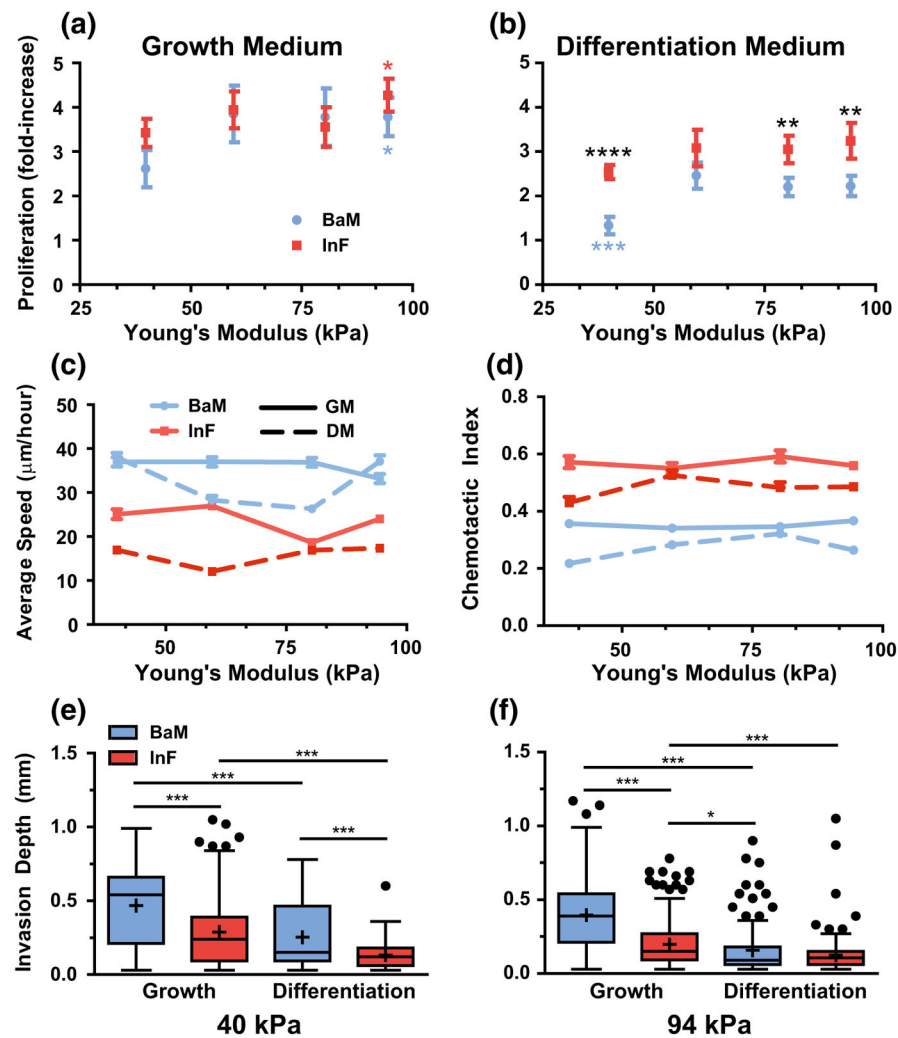 (a)
Growth Medium
(b)
Differentiation Medium
Proliferation (fold-increase)
5
4
3
2
1
0
*
*
BaM
InF
25
50
75
100
Young's Modulus (kPa)
5
4
3
2
1
0
****
***
**
**
25
50
75
100
Young's Modulus (kPa)
(c)
Average Speed (μm/hour)
50
40
30
20
10
0
BaM
GM
InF
DM
50
75
100
Young's Modulus (kPa)
(d)
Chemotactic Index
0.8
0.6
0.4
0.2
0.0
50
75
100
Young's Modulus (kPa)
(e)
BaM
InF
Invasion Depth (mm)
1.5
1.0
0.5
0.0
***
***
***
***
Growth
Differentiation
40 kPa
(f)
1.5
1.0
0.5
0.0
***
***
***
*
Growth
Differentiation
94 kPa